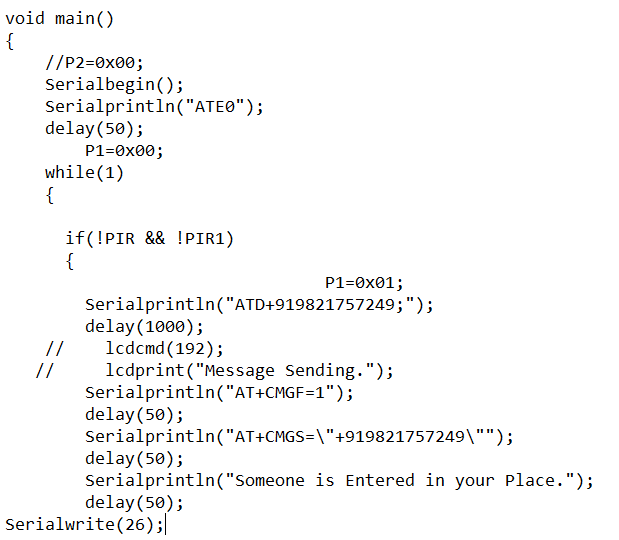 void main()
{
//P2=0x00;
Serialbegin();
Serialprintln("ATE0");
delay(50);
P1=0x00;
while(1)
{
if(!PIR && !PIR1)
{
P1=0x01;
Serialprintln("ATD+919821757249;");
delay(1000);
// lcdcmd(192);
// lcdprint("Message Sending.");
Serialprintln("AT+CMGF=1");
delay(50);
Serialprintln("AT+CMGS=\"+919821757249\"");
delay(50);
Serialprintln("Someone is Entered in your Place.");
delay(50);
Serialwrite(26);